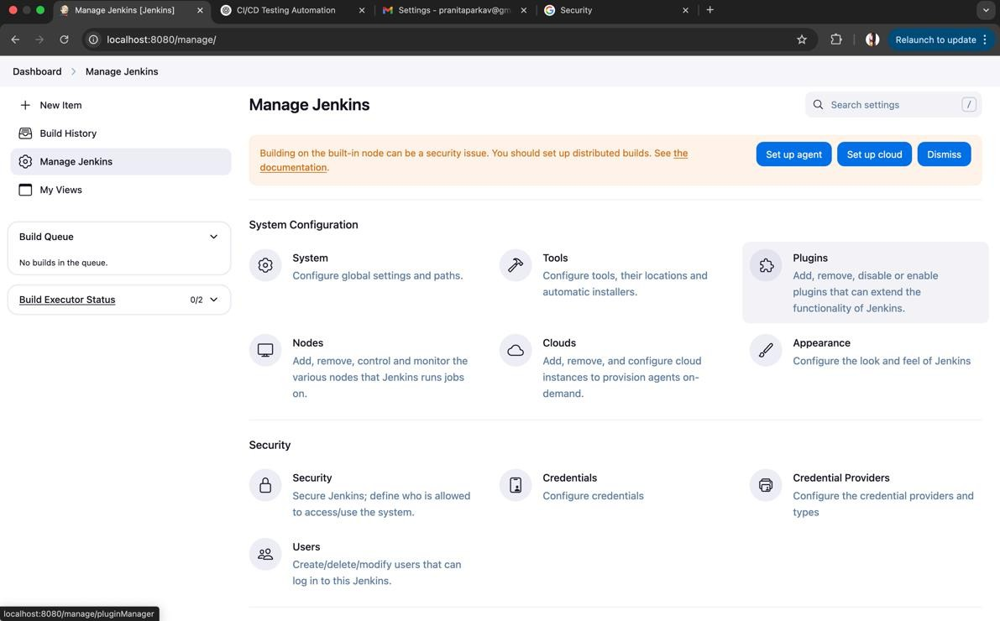 Manage Jenkins [Jenkins]
CI/CD Testing Automation
Settings - pranitaparkav@gm
Security
localhost:8080/manage/
Relaunch to update
Dashboard
Manage Jenkins
New Item
Build History
Manage Jenkins
My Views
Build Queue
No builds in the queue.
Build Executor Status
0/2
Manage Jenkins
Search settings
/
Building on the built-in node can be a security issue. You should set up distributed builds. See the
documentation.
Set up agent
Set up cloud
Dismiss
System Configuration
System
Configure global settings and paths.
Tools
Configure tools, their locations and
automatic installers.
Plugins
Add, remove, disable or enable
plugins that can extend the
functionality of Jenkins.
Nodes
Add, remove, control and monitor the
various nodes that Jenkins runs jobs
on.
Clouds
Add, remove, and configure cloud
instances to provision agents on-
demand.
Appearance
Configure the look and feel of Jenkins
Security
Security
Secure Jenkins; define who is allowed
to access/use the system.
Credentials
Configure credentials
Credential Providers
Configure the credential providers and
types
Users
Create/delete/modify users that can
log in to this Jenkins.
localhost:8080/manage/pluginManager